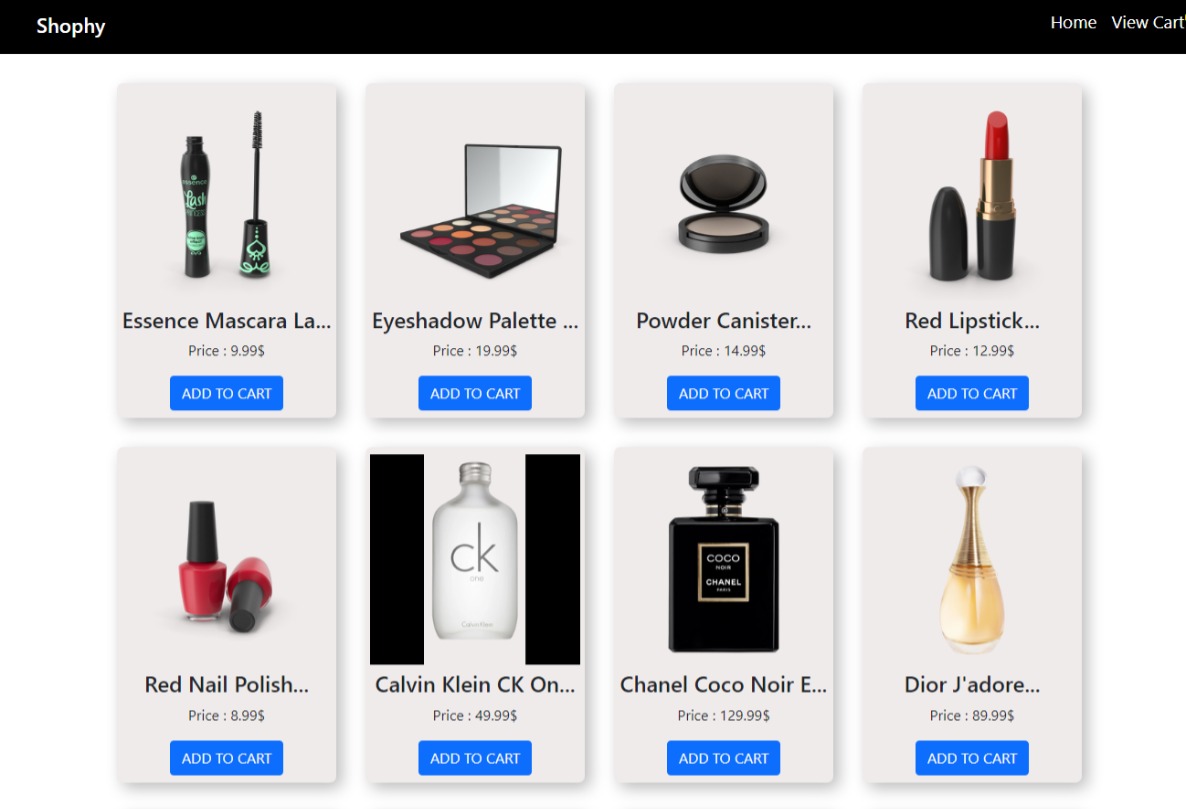 Shophy
Home View Cart
essence
Lash
Essence Mascara La...
Eyeshadow Palette ...
Powder Canister...
Red Lipstick...
Price : 9.99$
Price : 19.99$
Price : 14.99$
Price : 12.99$
ADD TO CART
ADD TO CART
ADD TO CART
ADD TO CART
ck
one
Calvin Klein
COCO
NOIR
CHANEL
PARIS
Red Nail Polish...
Calvin Klein CK On...
Chanel Coco Noir E...
Dior J'adore...
Price : 8.99$
Price : 49.99$
Price : 129.99$
Price : 89.99$
ADD TO CART
ADD TO CART
ADD TO CART
ADD TO CART